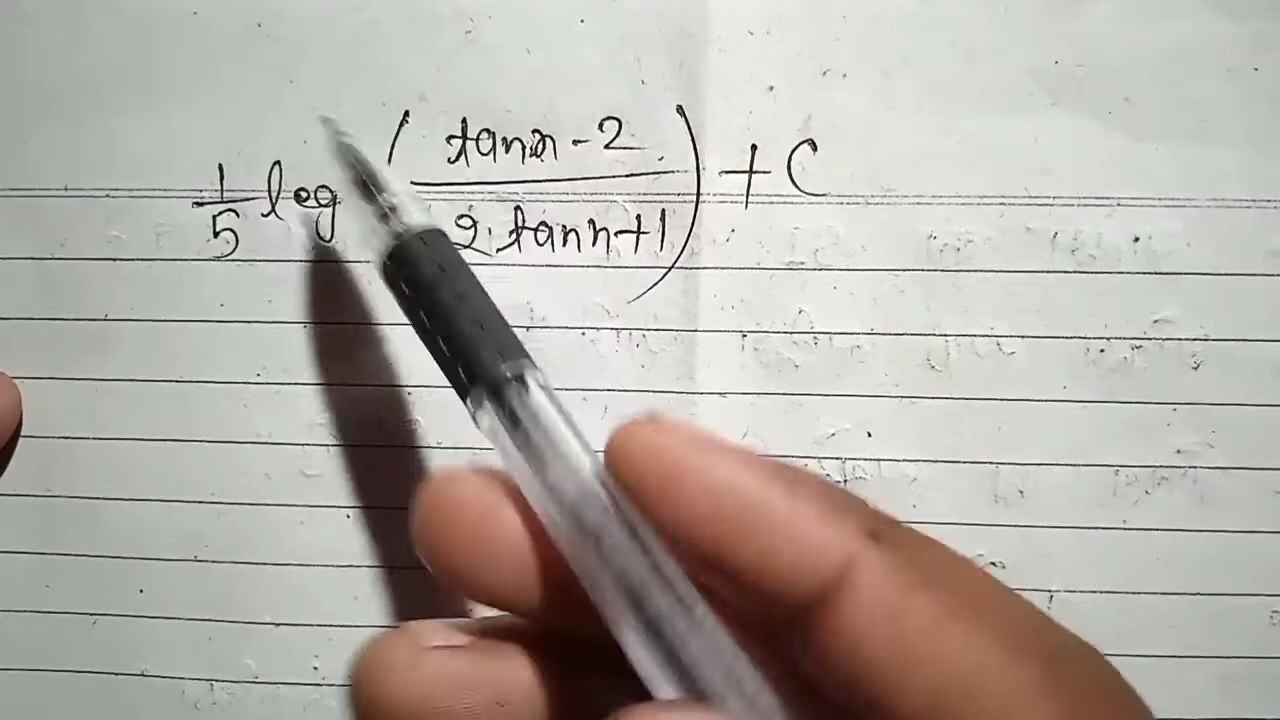 1/5 log ( (tanx - 2) / (2.tanx + 1) ) + C